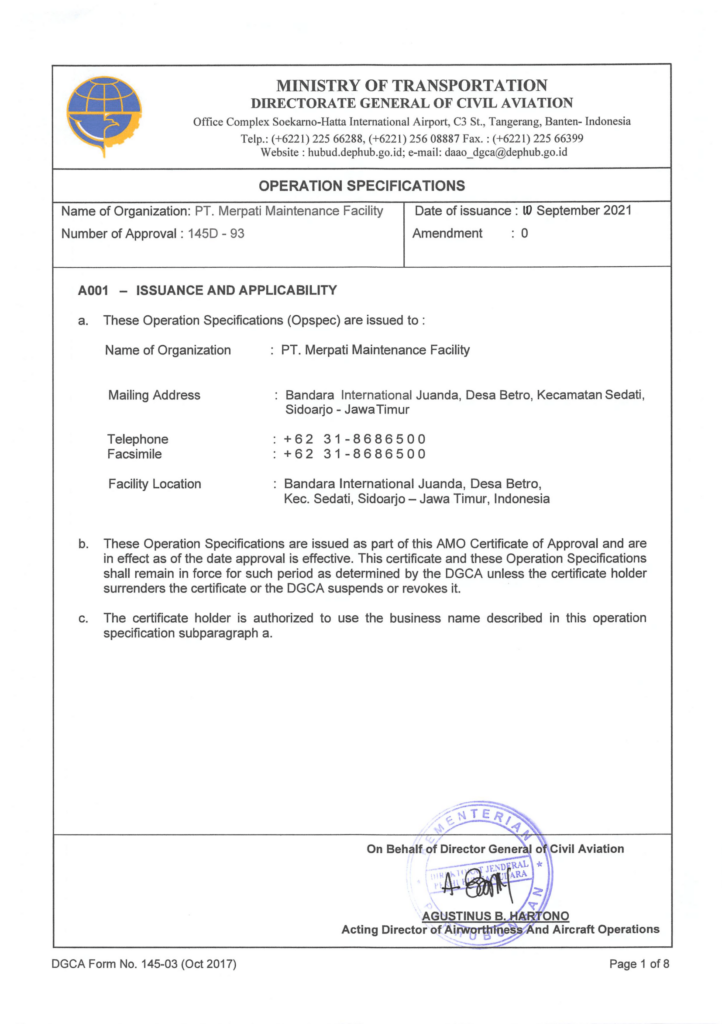 MINISTRY OF TRANSPORTATION
DIRECTORATE GENERAL OF CIVIL AVIATION
Office Complex Soekarno-Hatta International Airport, C3 St., Tangerang, Banten- Indonesia
Telp.: (+6221) 225 66288, (+6221) 256 08887 Fax. : (+6221) 225 66399
Website : hubud.dephub.go.id; e-mail: daao_dgca@dephub.go.id
OPERATION SPECIFICATIONS
Name of Organization: PT. Merpati Maintenance Facility
Number of Approval : 145D - 93
Date of issuance : 10 September 2021
Amendment : 0
A001 – ISSUANCE AND APPLICABILITY
a. These Operation Specifications (Opspec) are issued to :
Name of Organization : PT. Merpati Maintenance Facility
Mailing Address : Bandara International Juanda, Desa Betro, Kecamatan Sedati,
Sidoarjo - Jawa Timur
Telephone : +62 31-8686500
Facsimile : +62 31-8686500
Facility Location : Bandara International Juanda, Desa Betro,
Kec. Sedati, Sidoarjo – Jawa Timur, Indonesia
b. These Operation Specifications are issued as part of this AMO Certificate of Approval and are
in effect as of the date approval is effective. This certificate and these Operation Specifications
shall remain in force for such period as determined by the DGCA unless the certificate holder
surrenders the certificate or the DGCA suspends or revokes it.
c. The certificate holder is authorized to use the business name described in this operation
specification subparagraph a.
On Behalf of Director General of Civil Aviation
AGUSTINUS B. HARTONO
Acting Director of Airworthiness And Aircraft Operations
DGCA Form No. 145-03 (Oct 2017)
Page 1 of 8